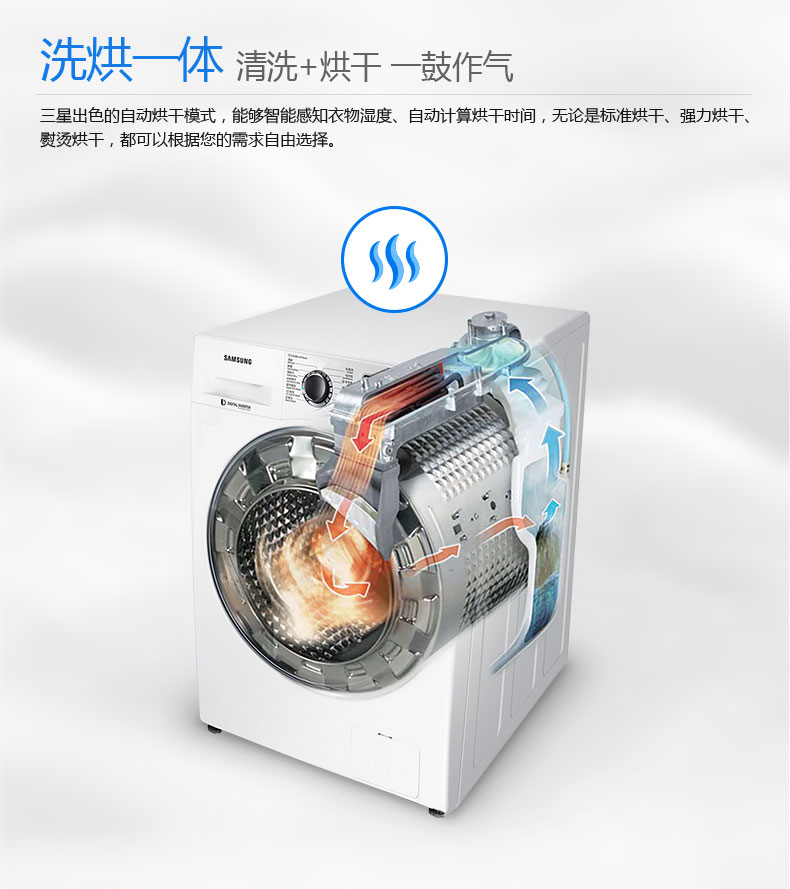 洗烘一体 清洗+烘干 一鼓作气
三星出色的自动烘干模式，能够智能感知衣物湿度、自动计算烘干时间，无论是标准烘干、强力烘干、
熨烫烘干，都可以根据您的需求自由选择。
SAMSUNG
DIGITAL INVERTER